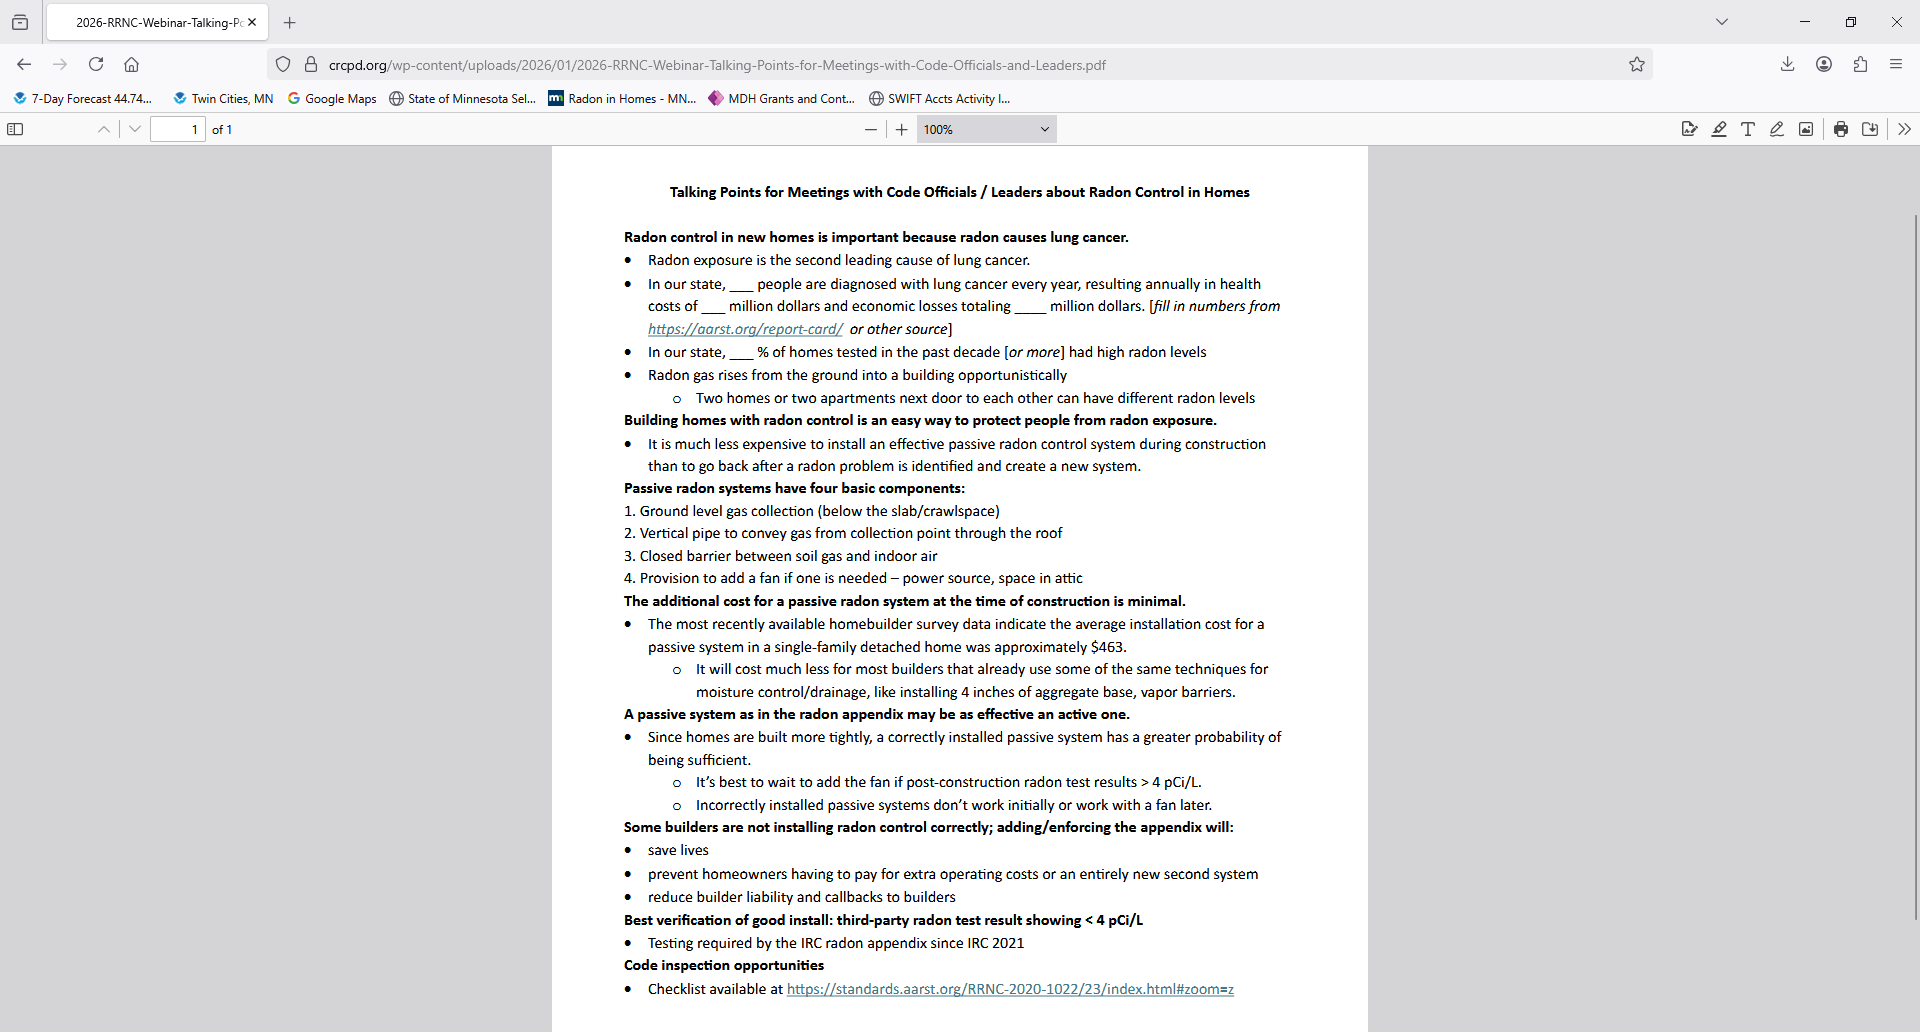 2026-RRNC-Webinar-Talking-Po
crcpd.org/wp-content/uploads/2026/01/2026-RRNC-Webinar-Talking-Points-for-Meetings-with-Code-Officials-and-Leaders.pdf
7-Day Forecast 44.74... Twin Cities, MN Google Maps State of Minnesota Sel... Radon in Homes - MN... MDH Grants and Cont... SWIFT Accts Activity I...
1 of 1 100%
Talking Points for Meetings with Code Officials / Leaders about Radon Control in Homes
Radon control in new homes is important because radon causes lung cancer.
• Radon exposure is the second leading cause of lung cancer.
• In our state, ___ people are diagnosed with lung cancer every year, resulting annually in health
costs of ___ million dollars and economic losses totaling ____ million dollars. [fill in numbers from
https://aarst.org/report-card/ or other source]
• In our state, ___ % of homes tested in the past decade [or more] had high radon levels
• Radon gas rises from the ground into a building opportunistically
o Two homes or two apartments next door to each other can have different radon levels
Building homes with radon control is an easy way to protect people from radon exposure.
• It is much less expensive to install an effective passive radon control system during construction
than to go back after a radon problem is identified and create a new system.
Passive radon systems have four basic components:
1. Ground level gas collection (below the slab/crawlspace)
2. Vertical pipe to convey gas from collection point through the roof
3. Closed barrier between soil gas and indoor air
4. Provision to add a fan if one is needed – power source, space in attic
The additional cost for a passive radon system at the time of construction is minimal.
• The most recently available homebuilder survey data indicate the average installation cost for a
passive system in a single-family detached home was approximately $463.
o It will cost much less for most builders that already use some of the same techniques for
moisture control/drainage, like installing 4 inches of aggregate base, vapor barriers.
A passive system as in the radon appendix may be as effective an active one.
• Since homes are built more tightly, a correctly installed passive system has a greater probability of
being sufficient.
o It’s best to wait to add the fan if post-construction radon test results > 4 pCi/L.
o Incorrectly installed passive systems don’t work initially or work with a fan later.
Some builders are not installing radon control correctly; adding/enforcing the appendix will:
• save lives
• prevent homeowners having to pay for extra operating costs or an entirely new second system
• reduce builder liability and callbacks to builders
Best verification of good install: third-party radon test result showing < 4 pCi/L
• Testing required by the IRC radon appendix since IRC 2021
Code inspection opportunities
• Checklist available at https://standards.aarst.org/RRNC-2020-1022/23/index.html#zoom=z